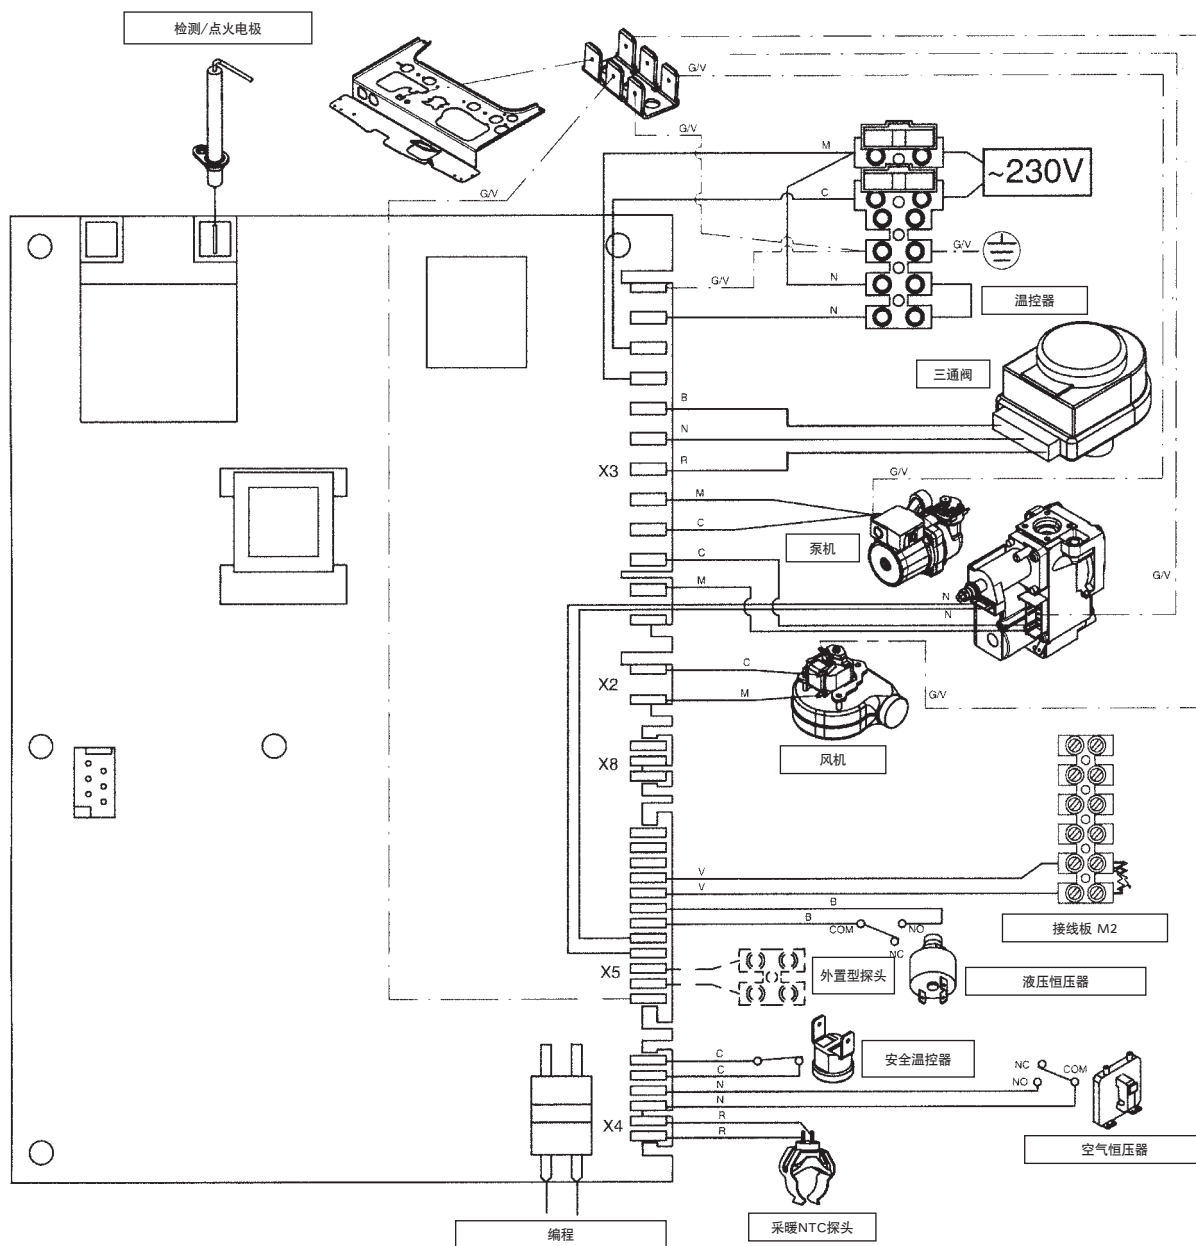 检测/点火电极
G/V
G/V
M
~230V
G/V
C
G/V
G/V
N
温控器
N
三通阀
B
N
X3
R
G/V
M
C
泵机
C
M
G/V
N
N
X2
C
M
G/V
X8
风机
V
V
B
B
COM
NO
NC
接线板 M2
X5
外置型探头
液压恒压器
C
安全温控器
C
NC
COM
N
NO
N
X4
R
R
空气恒压器
采暖NTC探头
编程